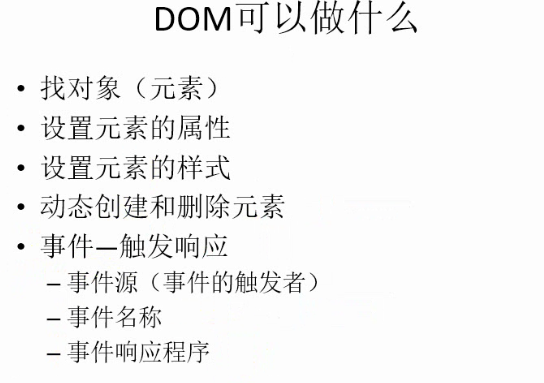 DOM可以做什么
• 找对象（元素）
• 设置元素的属性
• 设置元素的样式
• 动态创建和删除元素
• 事件—触发响应
– 事件源（事件的触发者）
– 事件名称
– 事件响应程序